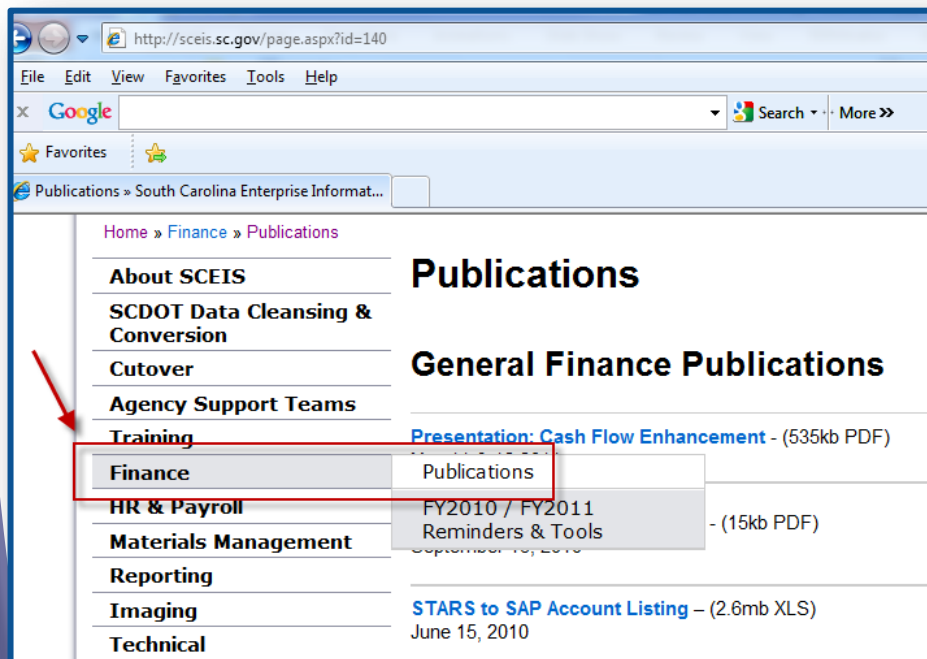 http://sceis.sc.gov/page.aspx?id=140
File Edit View Favorites Tools Help
x Google Search More >>
Favorites
Publications » South Carolina Enterprise Informat...
Home » Finance » Publications
About SCEIS
SCDOT Data Cleansing &
Conversion
Cutover
Agency Support Teams
Training
Finance
HR & Payroll
Materials Management
Reporting
Imaging
Technical
Publications
FY2010 / FY2011
Reminders & Tools
Publications
General Finance Publications
Presentation: Cash Flow Enhancement - (535kb PDF)
- (15kb PDF)
STARS to SAP Account Listing – (2.6mb XLS)
June 15, 2010